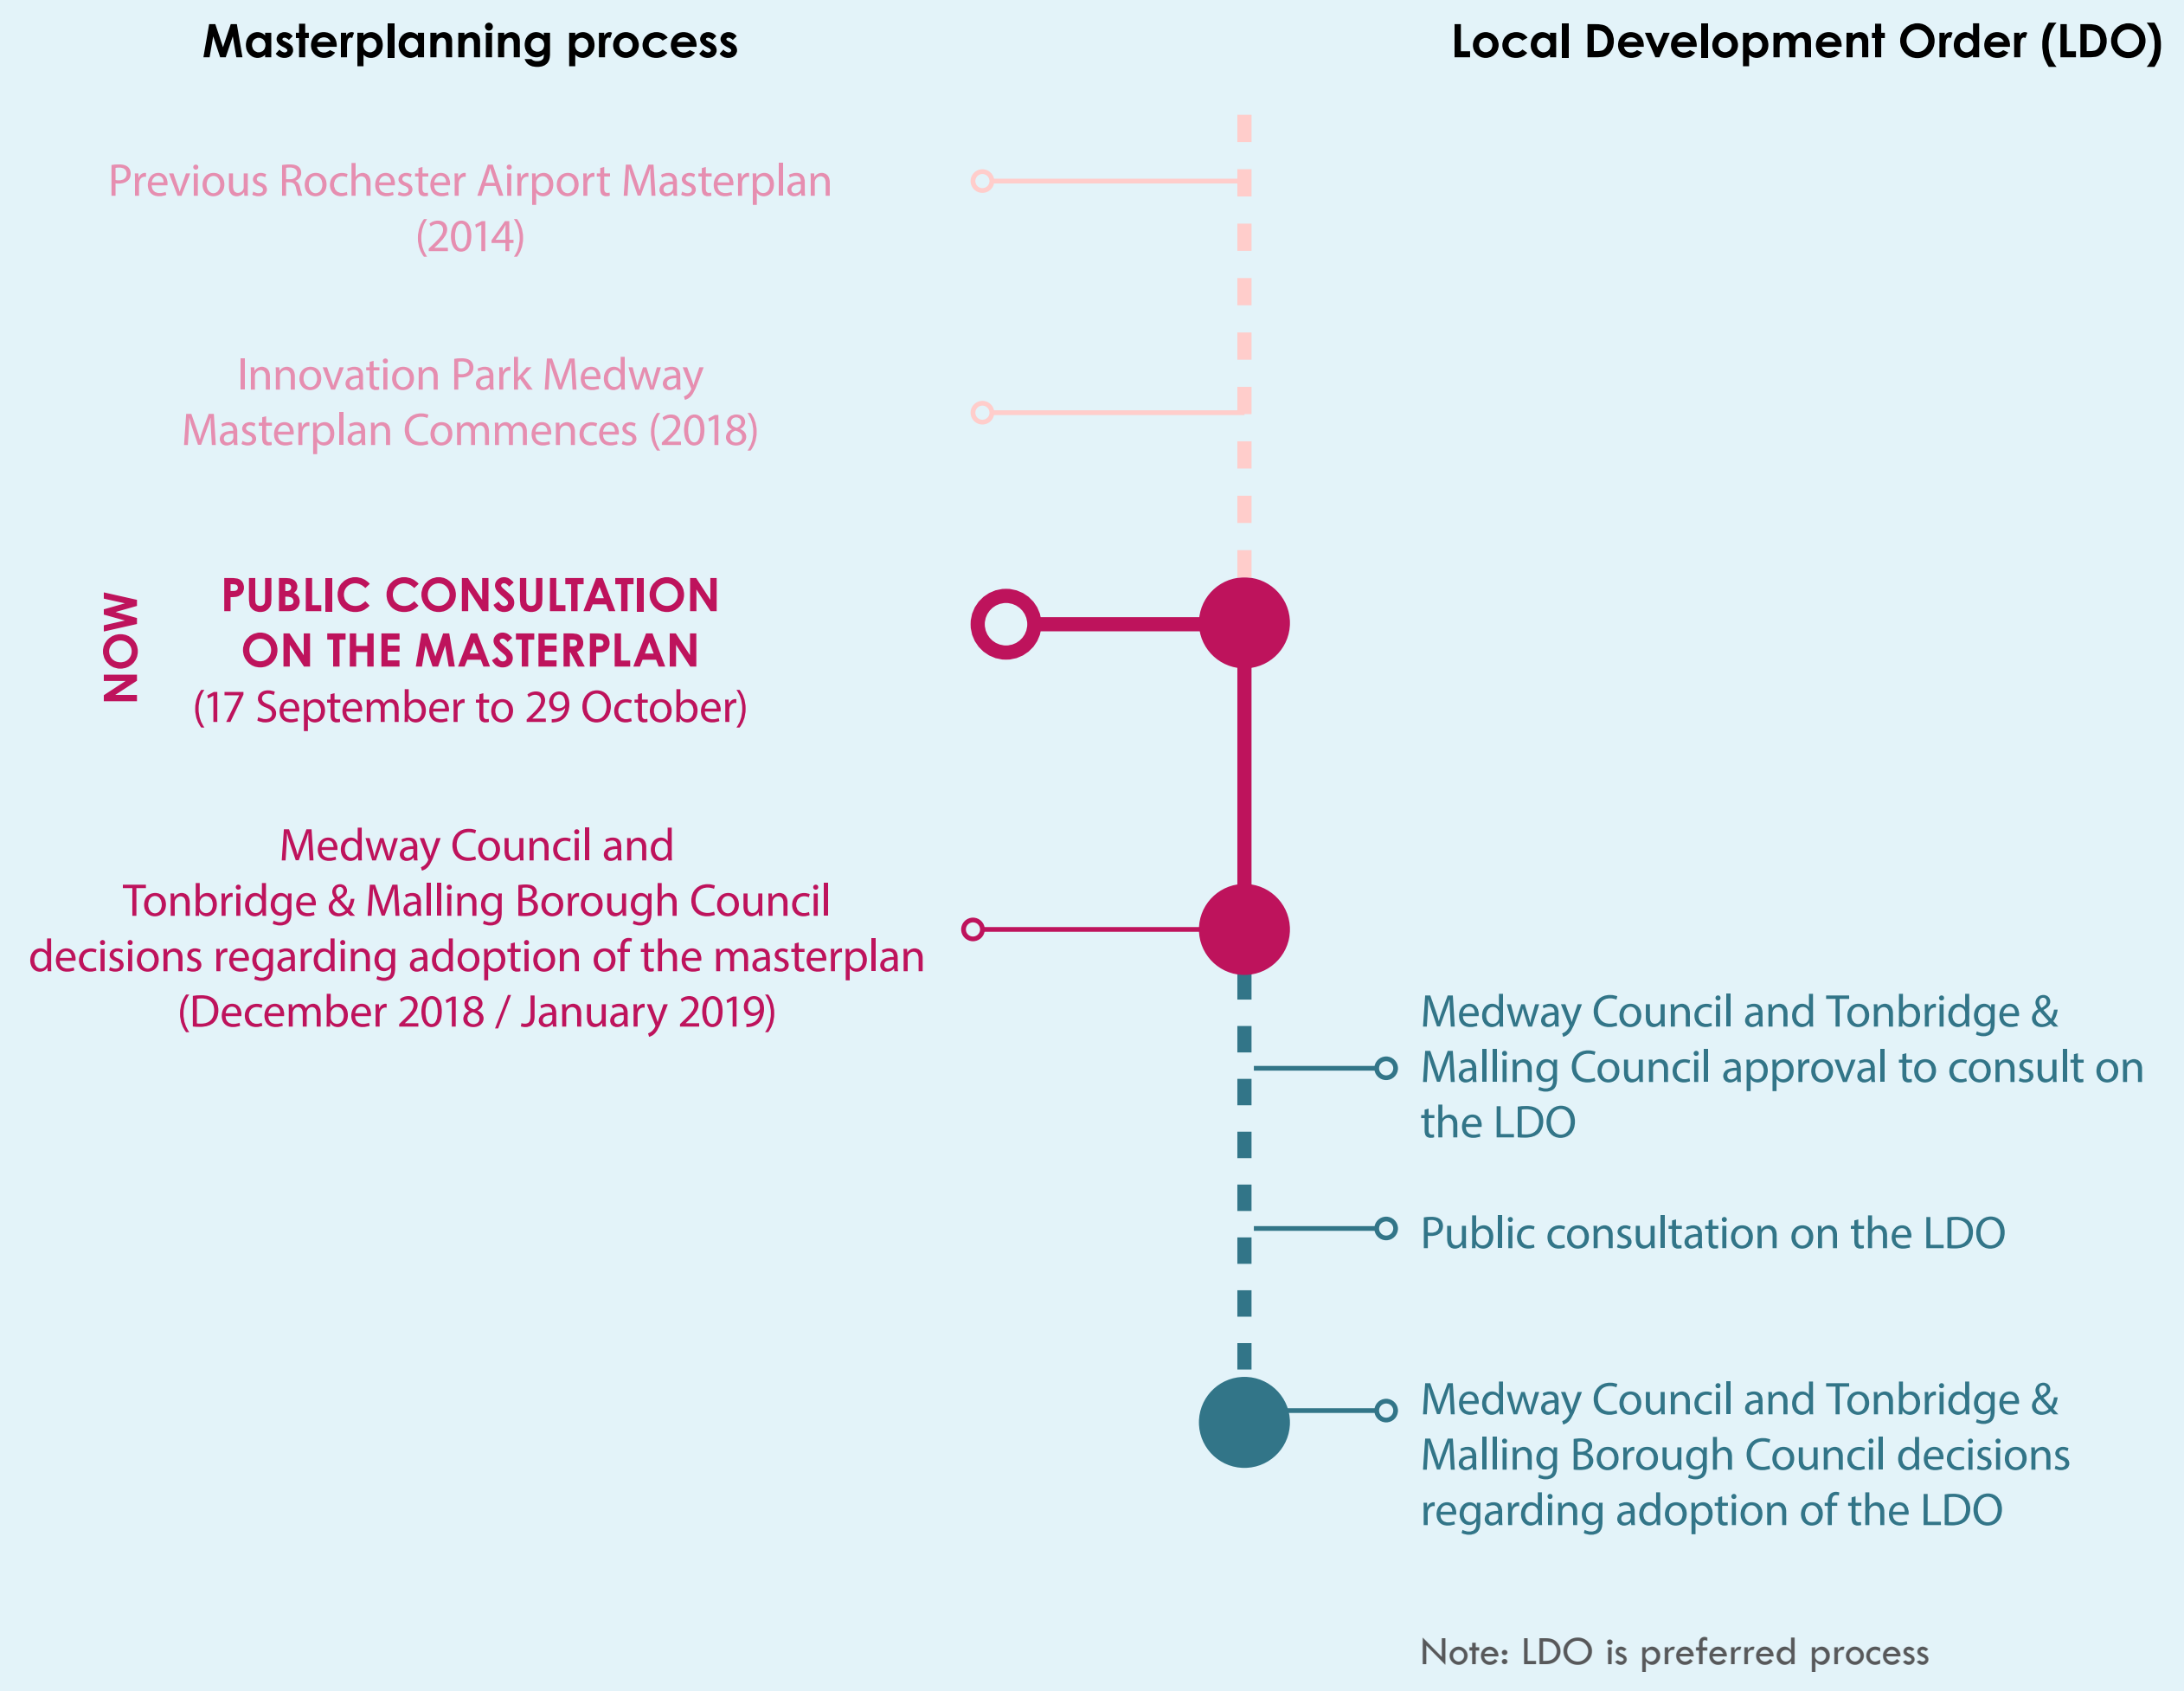 Masterplanning process
Local Development Order (LDO)
Previous Rochester Airport Masterplan
(2014)
Innovation Park Medway
Masterplan Commences (2018)
NOW
PUBLIC CONSULTATION
ON THE MASTERPLAN
(17 September to 29 October)
Medway Council and
Tonbridge & Malling Borough Council
decisions regarding adoption of the masterplan
(December 2018 / January 2019)
Medway Council and Tonbridge &
Malling Council approval to consult on
the LDO
Public consultation on the LDO
Medway Council and Tonbridge &
Malling Borough Council decisions
regarding adoption of the LDO
Note: LDO is preferred process